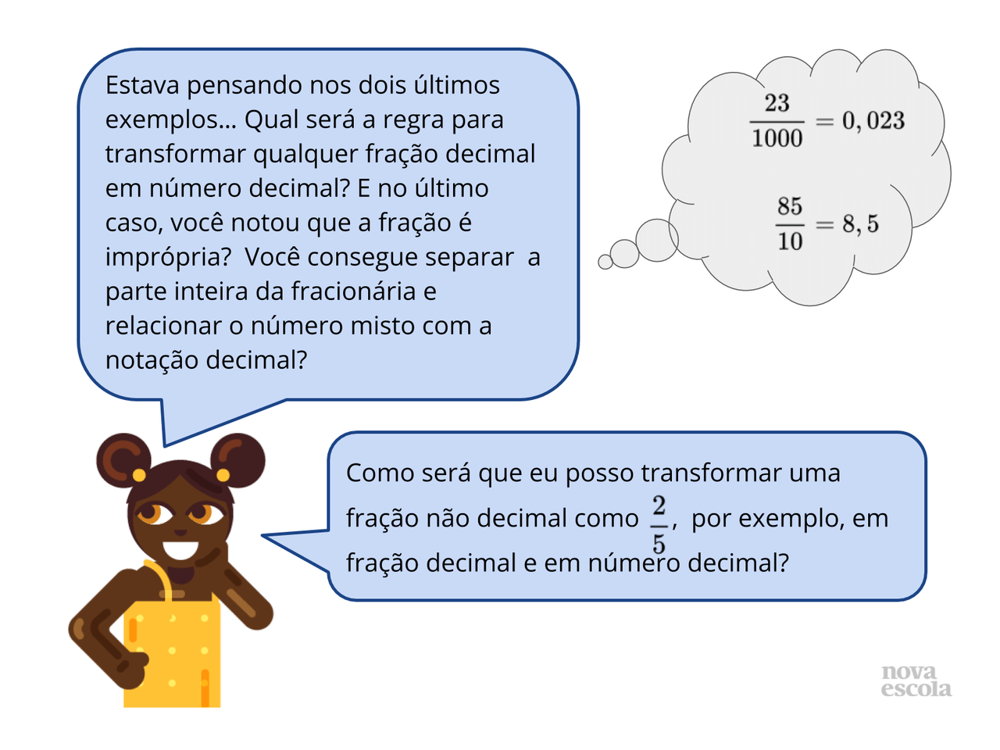 Estava pensando nos dois últimos
exemplos... Qual será a regra para
transformar qualquer fração decimal
em número decimal? E no último
caso, você notou que a fração é
imprópria?  Você consegue separar  a
parte inteira da fracionária e
relacionar o número misto com a
notação decimal?
23/1000 = 0, 023
85/10 = 8, 5
Como será que eu posso transformar uma
fração não decimal como 2/5,  por exemplo, em
fração decimal e em número decimal?
nova
escola